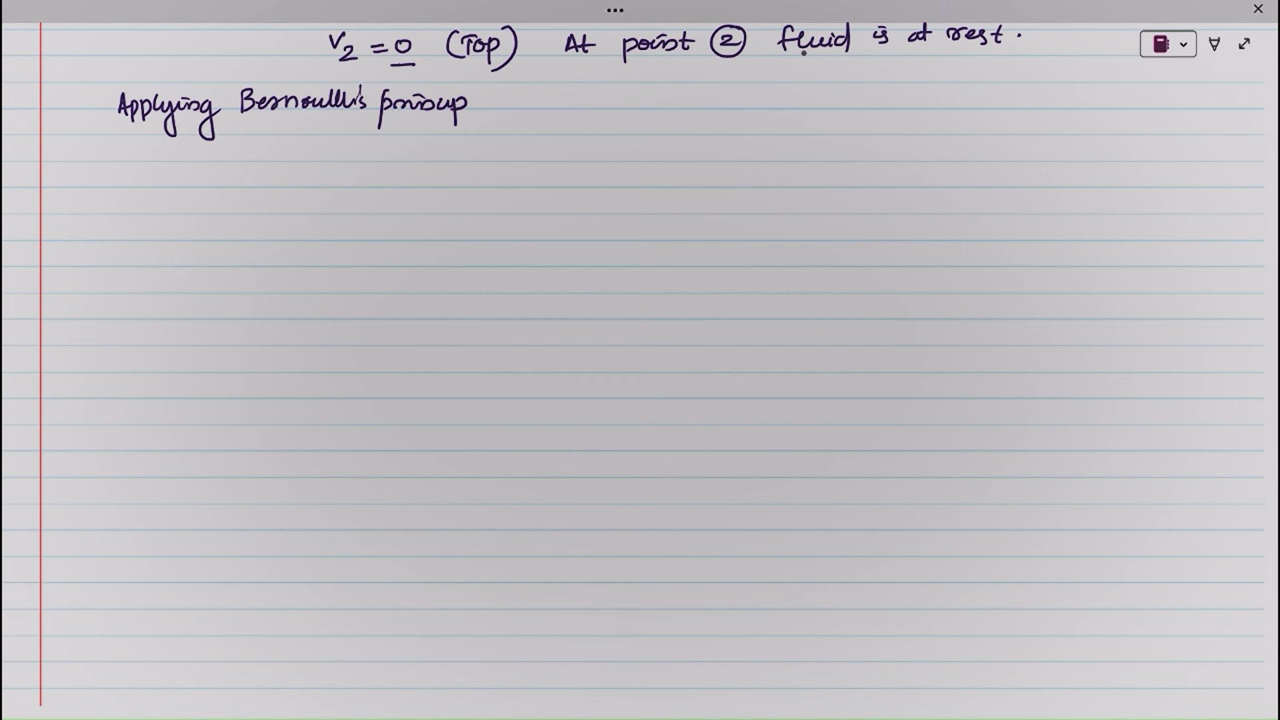 V₂ = 0 (Top) At point ② fluid is at rest.
Applying Bernoulli's princip